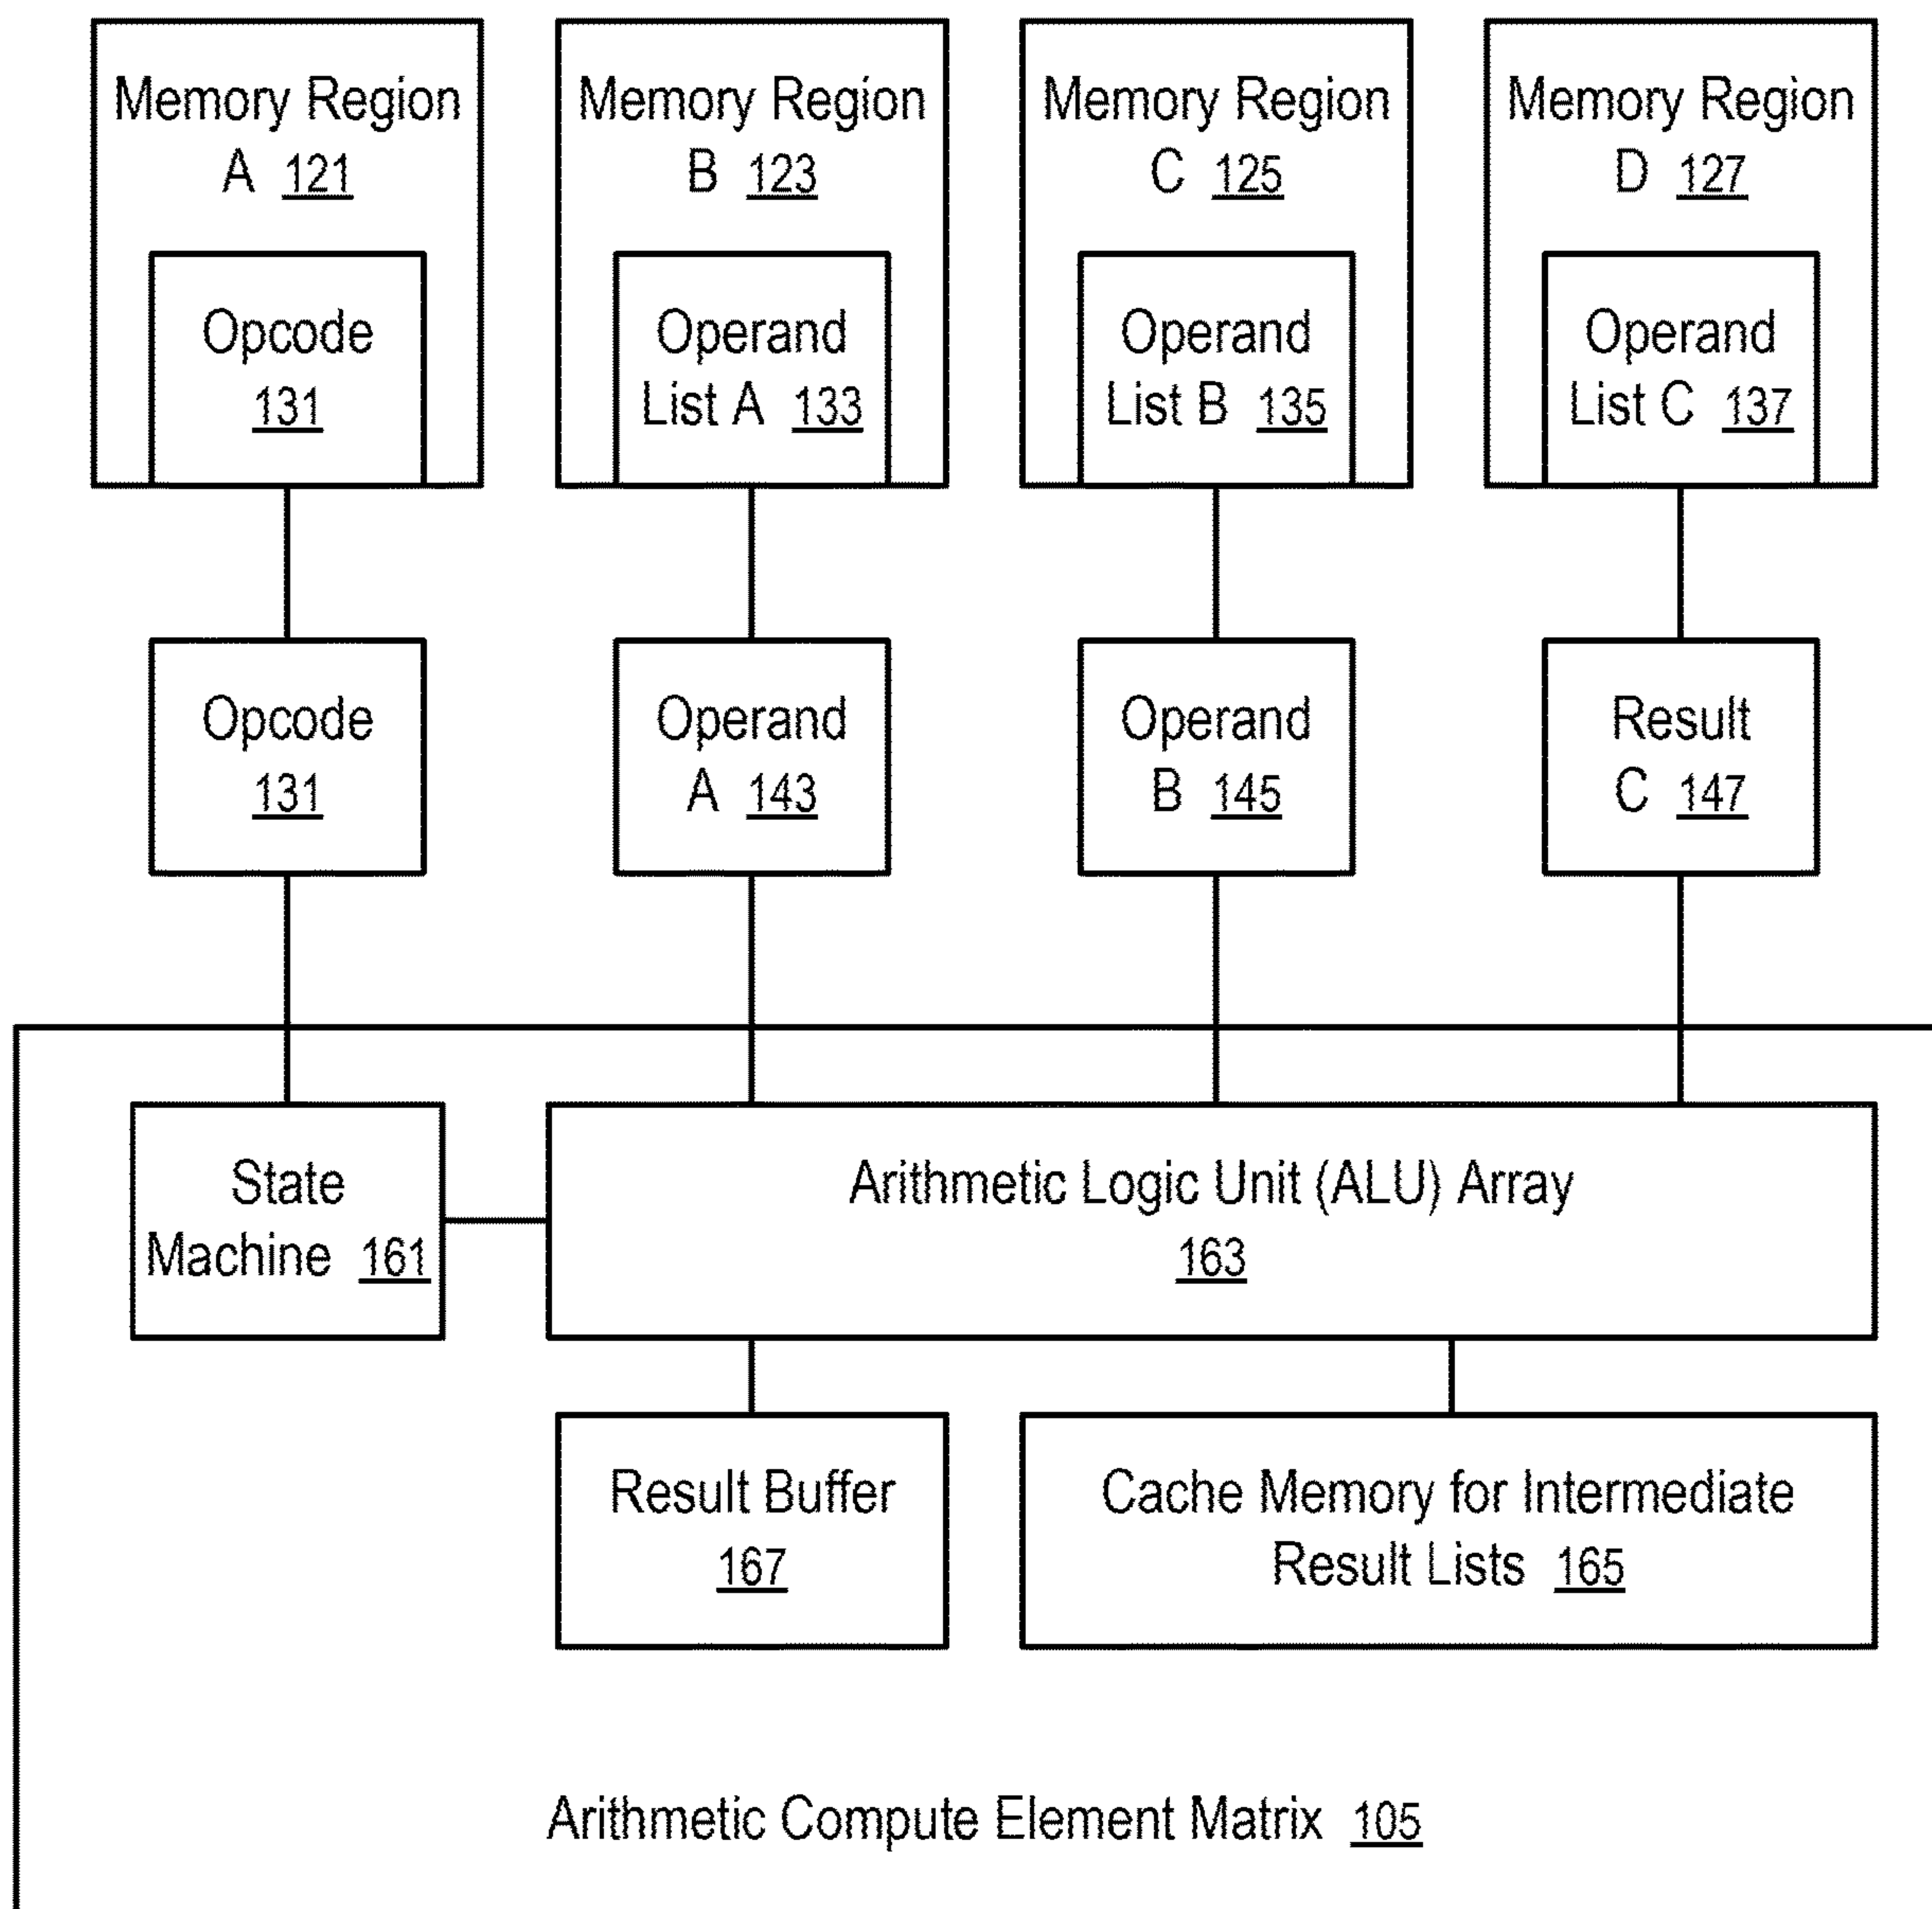 Memory Region
A 121
Memory Region
B 123
Memory Region
C 125
Memory Region
D 127
Opcode
131
Operand
List A 133
Operand
List B 135
Operand
List C 137
Opcode
131
Operand
A 143
Operand
B 145
Result
C 147
State
Machine 161
Arithmetic Logic Unit (ALU) Array
163
Result Buffer
167
Cache Memory for Intermediate
Result Lists 165
Arithmetic Compute Element Matrix 105